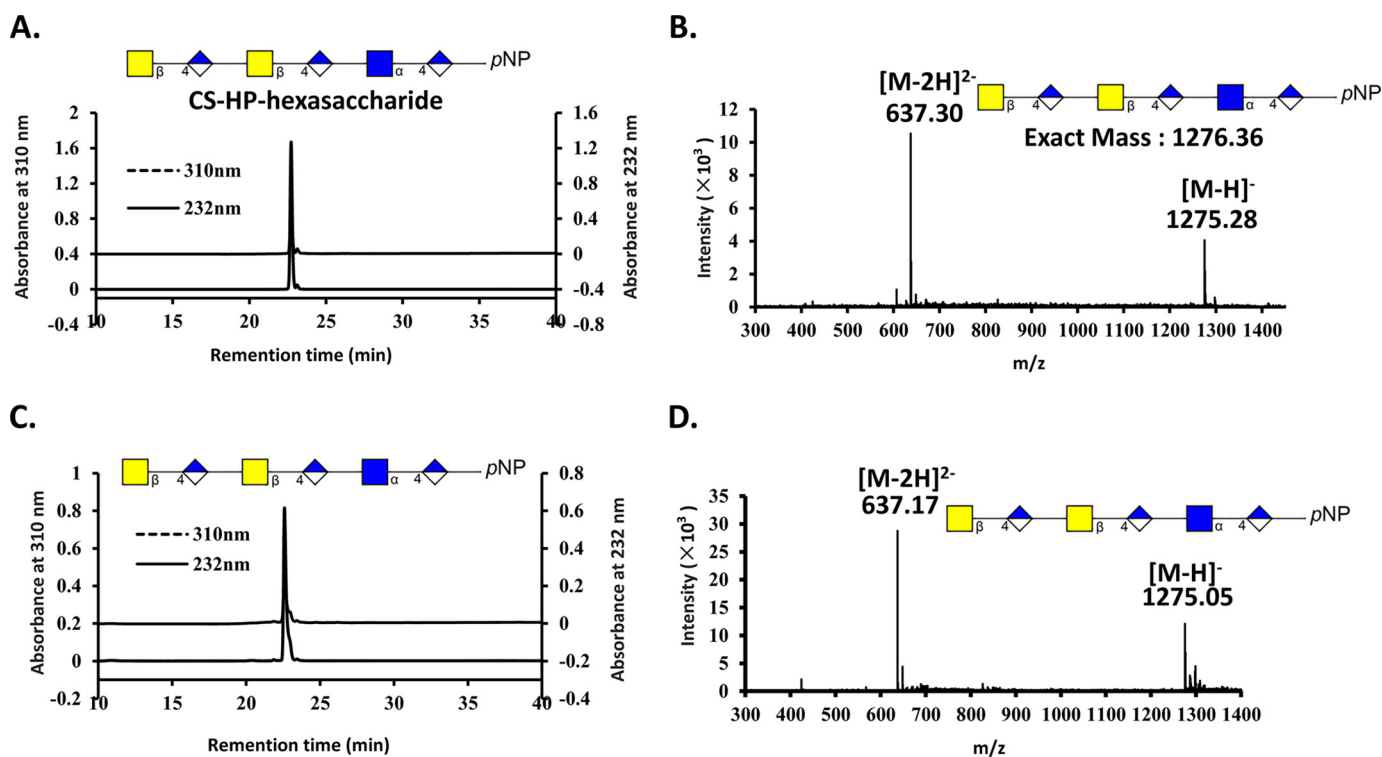 A.
β 4 β 4 α 4 pNP
CS-HP-hexasaccharide
Absorbance at 310 nm
2
1.6
1.2
0.8
0.4
0
-0.4
310nm
232nm
1.6
1.2
0.8
0.4
0
-0.4
-0.8
Absorbance at 232 nm
10 15 20 25 30 35 40
Remention time (min)
B.
[M-2H]2-
637.30
β 4 β 4 α 4 pNP
Exact Mass : 1276.36
[M-H]-
1275.28
Intensity (×10³)
12
10
8
6
4
2
0
300 400 500 600 700 800 900 1000 1100 1200 1300 1400
m/z
C.
β 4 β 4 α 4 pNP
Absorbance at 310 nm
1
0.8
0.6
0.4
0.2
0
-0.2
310nm
232nm
0.8
0.6
0.4
0.2
0
-0.2
-0.4
Absorbance at 232 nm
10 15 20 25 30 35 40
Remention time (min)
D.
[M-2H]2-
637.17
β 4 β 4 α 4 pNP
[M-H]-
1275.05
Intensity (×10³)
35
30
25
20
15
10
5
0
300 400 500 600 700 800 900 1000 1100 1200 1300 1400
m/z